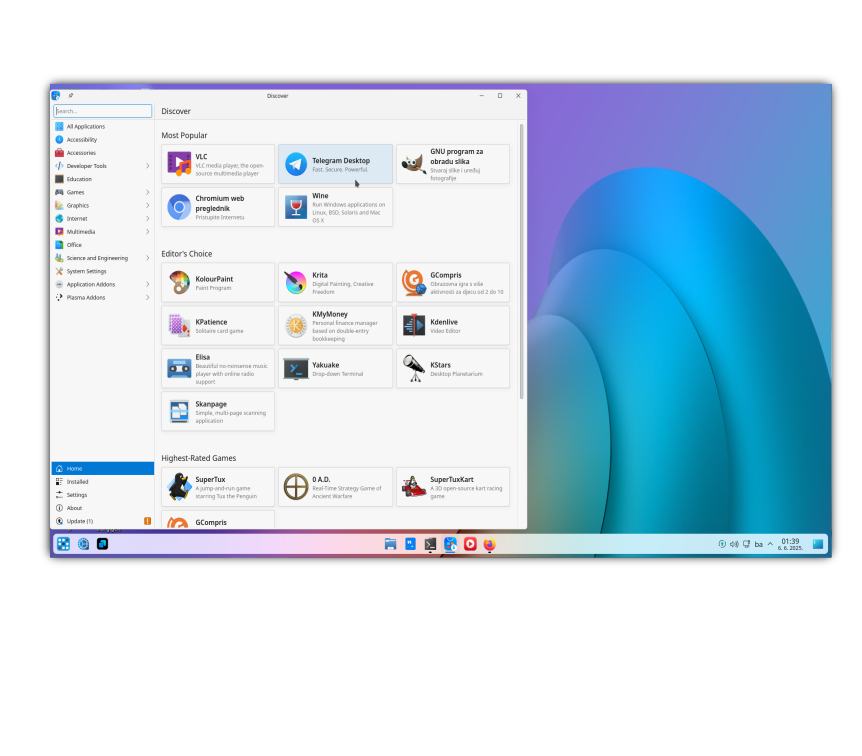 Discover
Search...
Discover
All Applications
Accessibility
Accessories
Developer Tools
Education
Games
Graphics
Internet
Multimedia
Office
Science and Engineering
System Settings
Application Addons
Plasma Addons
Home
Installed
Settings
About
Update (1)
Most Popular
VLC
VLC media player, the open-
source multimedia player
Telegram Desktop
Fast. Secure. Powerful.
GNU program za
obradu slika
Stvaraj slike i uređuj
fotografije
Chromium web
preglednik
Pristupite Internetu
Wine
Run Windows applications on
Linux, BSD, Solaris and Mac
OS X
Editor's Choice
KolourPaint
Paint Program
Krita
Digital Painting, Creative
Freedom
GCompris
Obrazovna igra s više
aktivnosti za djecu od 2 do 10
KPatience
Solitaire card game
KMyMoney
Personal finance manager
based on double-entry
bookkeeping
Kdenlive
Video Editor
Elisa
Beautiful no-nonsense music
player with online radio
support
Yakuake
Drop-down Terminal
KStars
Desktop Planetarium
Skanpage
Simple, multi-page scanning
application
Highest-Rated Games
SuperTux
A jump-and-run game
starring Tux the Penguin
0 A.D.
Real-Time Strategy Game of
Ancient Warfare
SuperTuxKart
A 3D open-source kart racing
game
GCompris
ba
01:39
6. 6. 2025.